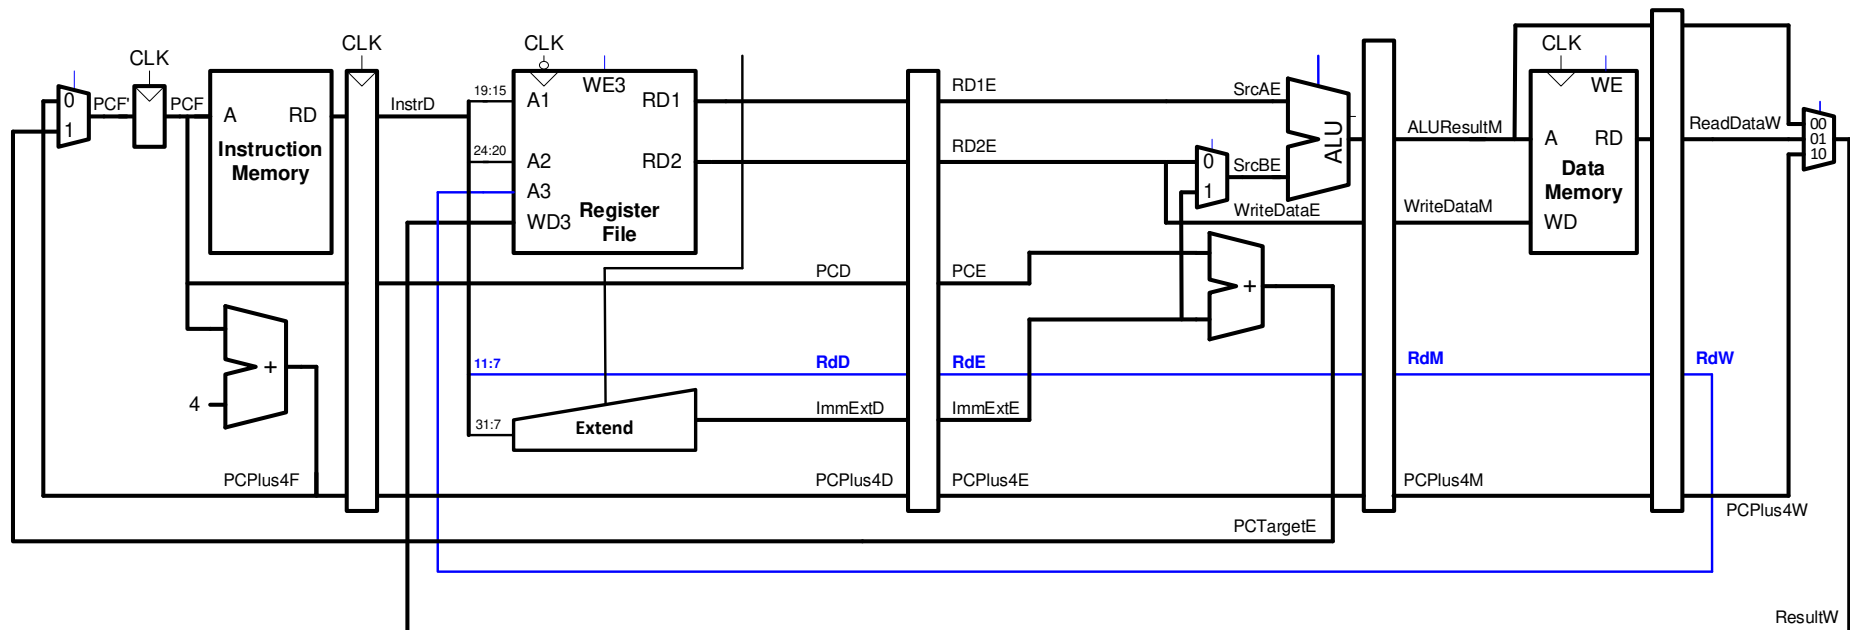 CLK
CLK
CLK
CLK
0
1
PCF'
PCF
A
RD
Instruction
Memory
InstrD
19:15
A1
WE3
RD1
24:20
A2
RD2
A3
WD3
Register
File
RD1E
RD2E
SrcAE
0
1
SrcBE
ALU
WriteDataE
ALUResultM
WriteDataM
A
WE
RD
Data
Memory
WD
ReadDataW
00
01
10
PCD
PCE
+
+
4
11:7
RdD
RdE
RdM
RdW
31:7
Extend
ImmExtD
ImmExtE
PCPlus4F
PCPlus4D
PCPlus4E
PCPlus4M
PCPlus4W
PCTargetE
ResultW